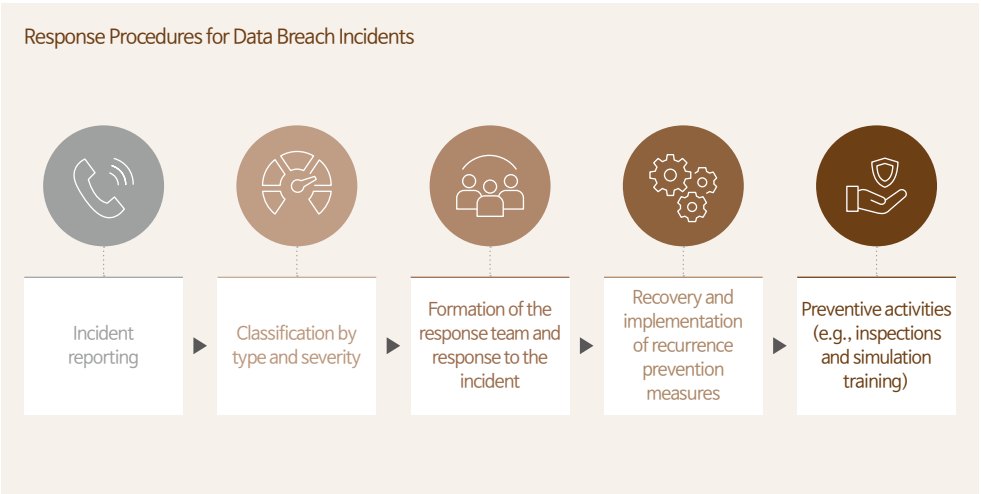 Response Procedures for Data Breach Incidents
Incident
reporting
Classification by
type and severity
Formation of the
response team and
response to the
incident
Recovery and
implementation
of recurrence
prevention
measures
Preventive activities
(e.g., inspections
and simulation
training)